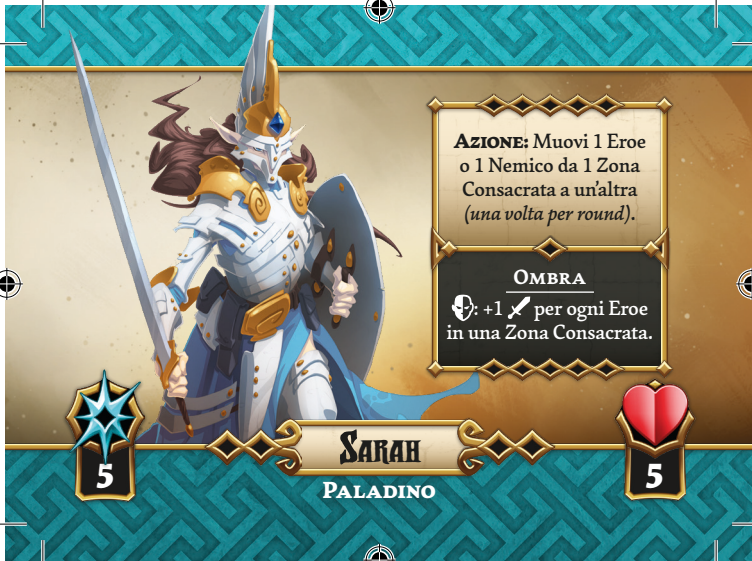 AZIONE: Muovi 1 Eroe
o 1 Nemico da 1 Zona
Consacrata a un'altra
(una volta per round).
OMBRA
: +1 per ogni Eroe
in una Zona Consacrata.
5
SARAH
5
PALADINO